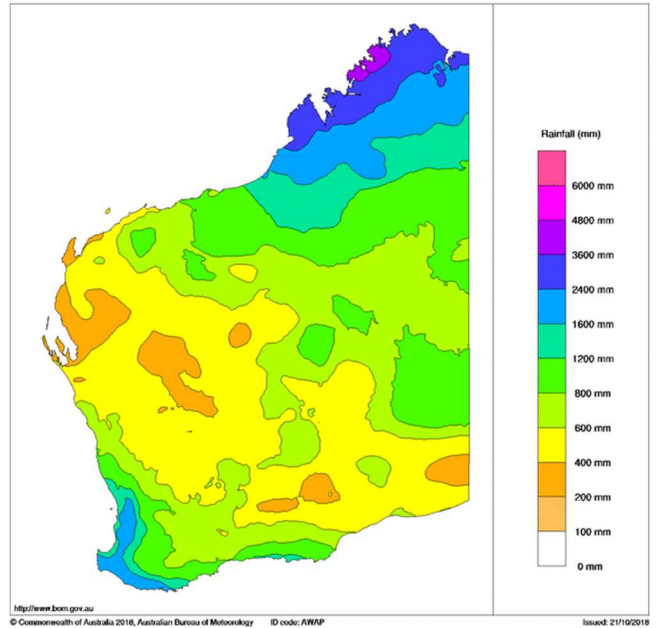 Rainfall (mm)
6000 mm
4800 mm
3600 mm
2400 mm
1600 mm
1200 mm
800 mm
600 mm
400 mm
200 mm
100 mm
0 mm
http://www.bom.gov.au
© Commonwealth of Australia 2018, Australian Bureau of Meteorology ID code: AWAP Issued: 21/10/2018